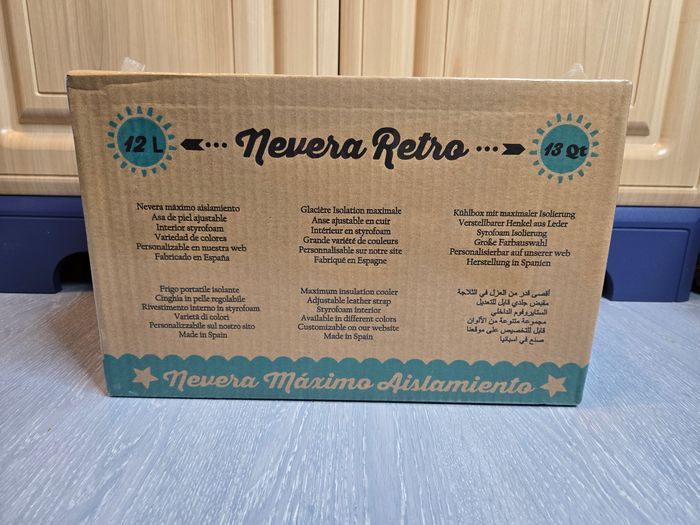 12 L
Nevera Retro
13 Qt
Nevera máximo aislamiento
Asa de piel ajustable
Interior styrofoam
Variedad de colores
Personalizable en nuestra web
Fabricado en España
Glacière Isolation maximale
Anse ajustable en cuir
Intérieur en styrofoam
Grande variété de couleurs
Personnalisable sur notre site
Fabriqué en Espagne
Kühlbox mit maximaler Isolierung
Verstellbarer Henkel aus Leder
Syrofoam Isolierung
Große Farbauswahl
Personalisierbar auf unserer web
Herstellung in Spanien
Frigo portatile isolante
Cinghia in pelle regolabile
Rivestimento interno in styrofoam
Varietà di colori
Personalizzabile sul nostro sito
Made in Spain
Maximum insulation cooler
Adjustable leather strap
Styrofoam interior
Available in different colors
Customizable on our website
Made in Spain
أقصى قدر من العزل في الثلاجة
مقبض جلدي قابل للتعديل
الستايروفوم الداخلي
مجموعة متنوعة من الألوان
قابل للتخصيص على موقعنا
صنع في اسبانيا
Nevera Máximo Aislamiento